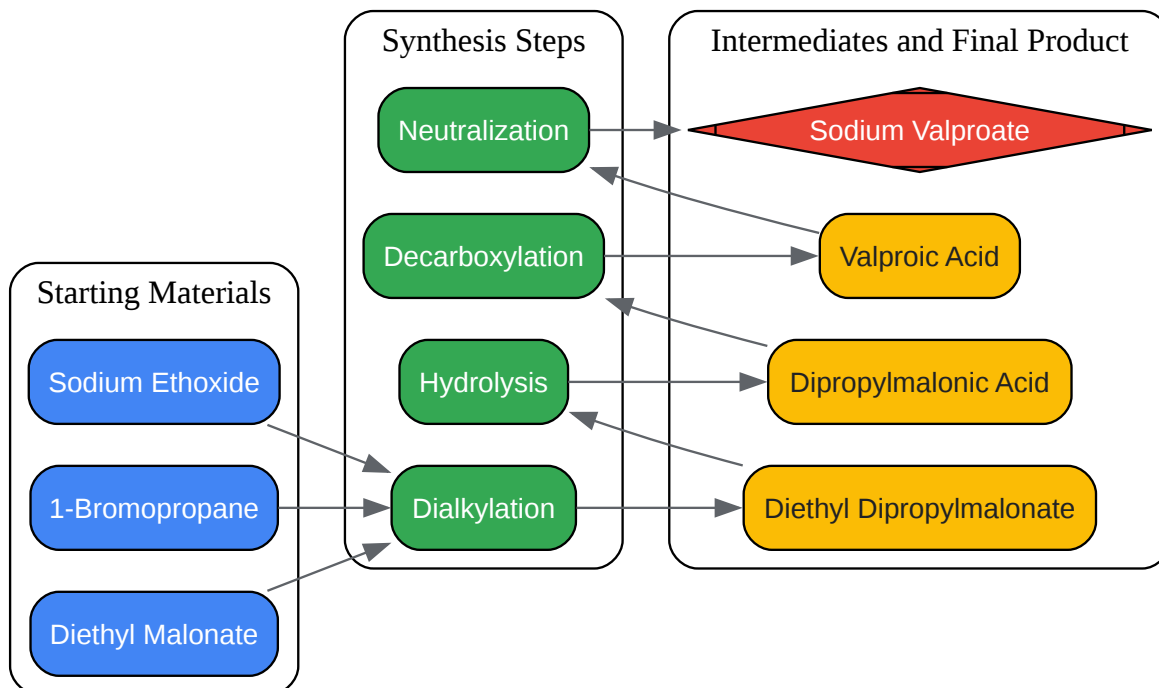 Synthesis Steps
Intermediates and Final Product
Neutralization
Sodium Valproate
Decarboxylation
Valproic Acid
Starting Materials
Sodium Ethoxide
Hydrolysis
Dipropylmalonic Acid
1-Bromopropane
Dialkylation
Diethyl Dipropylmalonate
Diethyl Malonate